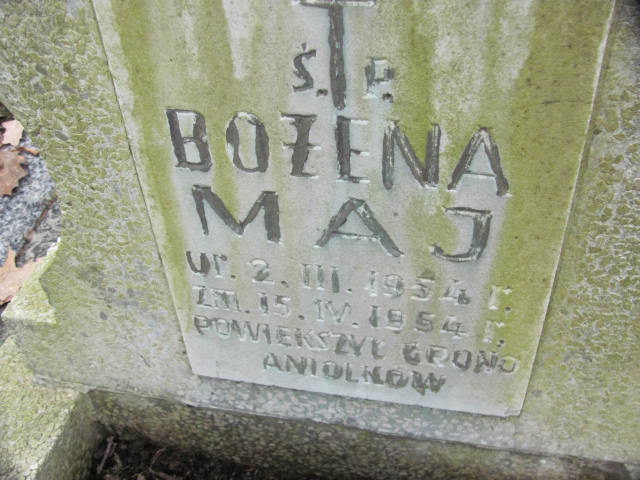 Ś. P.
BOŻENA
MAJ
UR. 2. III. 1954 r.
ZM. 15. IV. 1954 r.
POWIĘKSZYŁ GRONO
ANIOŁKÓW